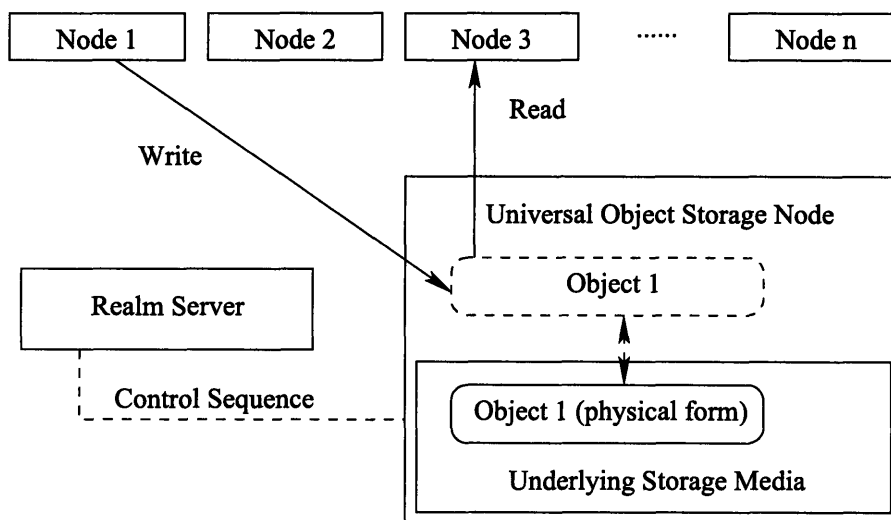 Node 1
Node 2
Node 3
......
Node n
Read
Write
Universal Object Storage Node
Object 1
Realm Server
Control Sequence
Object 1 (physical form)
Underlying Storage Media